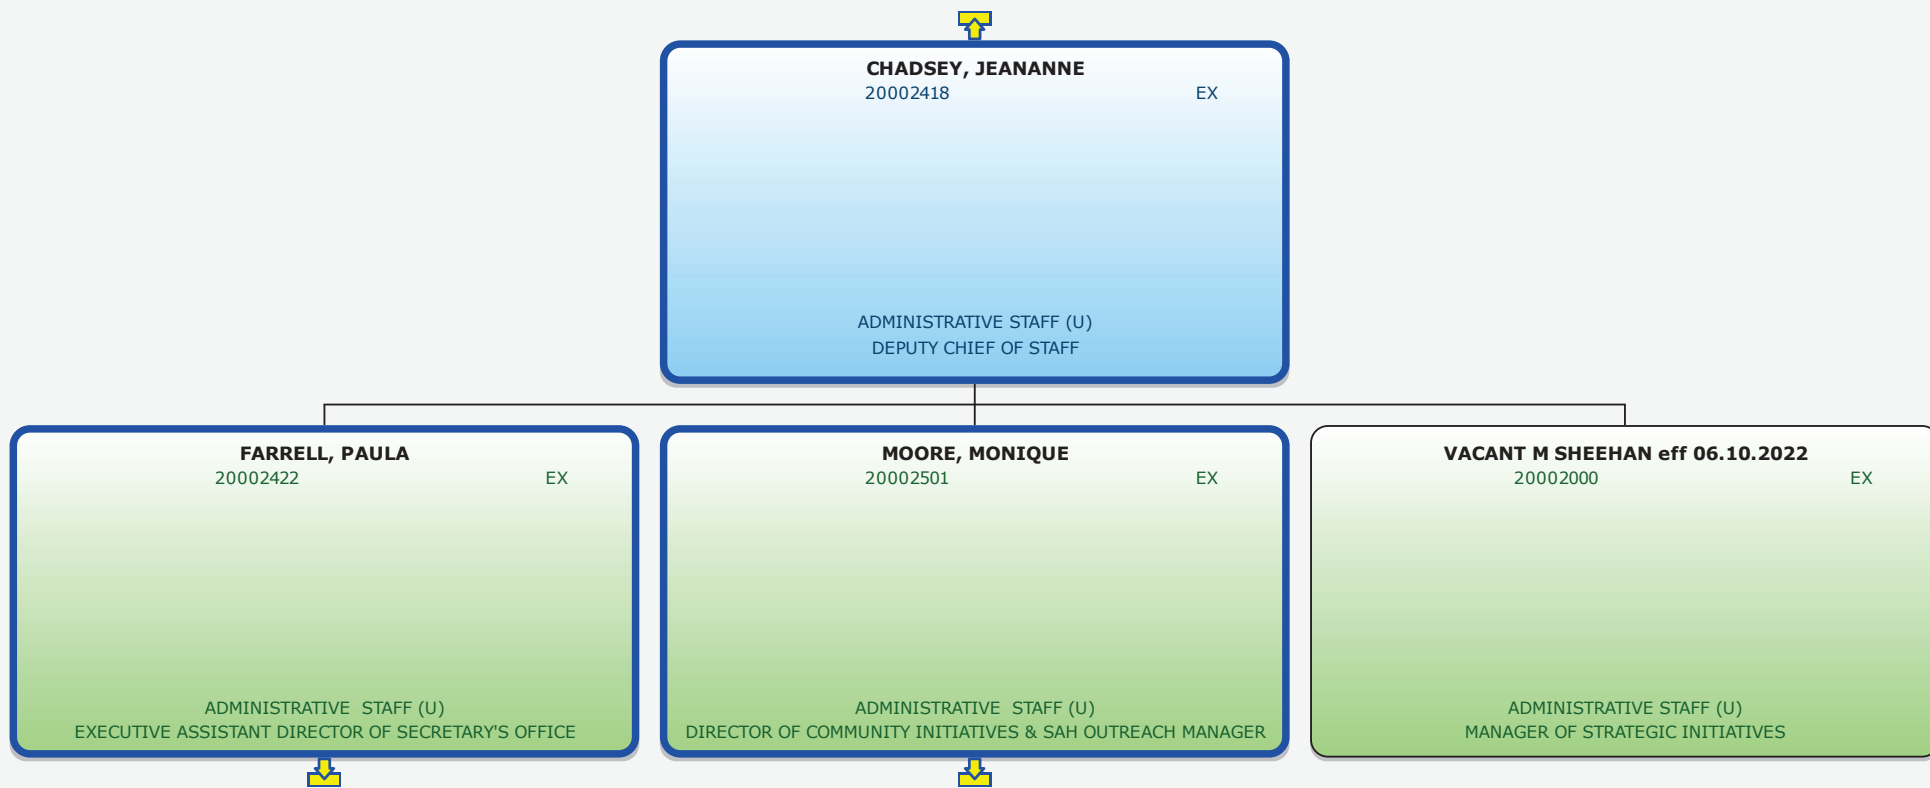 CHADSEY, JEANANNE
20002418 EX
ADMINISTRATIVE STAFF (U)
DEPUTY CHIEF OF STAFF
FARRELL, PAULA
20002422 EX
ADMINISTRATIVE STAFF (U)
EXECUTIVE ASSISTANT DIRECTOR OF SECRETARY'S OFFICE
MOORE, MONIQUE
20002501 EX
ADMINISTRATIVE STAFF (U)
DIRECTOR OF COMMUNITY INITIATIVES & SAH OUTREACH MANAGER
VACANT M SHEEHAN eff 06.10.2022
20002000 EX
ADMINISTRATIVE STAFF (U)
MANAGER OF STRATEGIC INITIATIVES